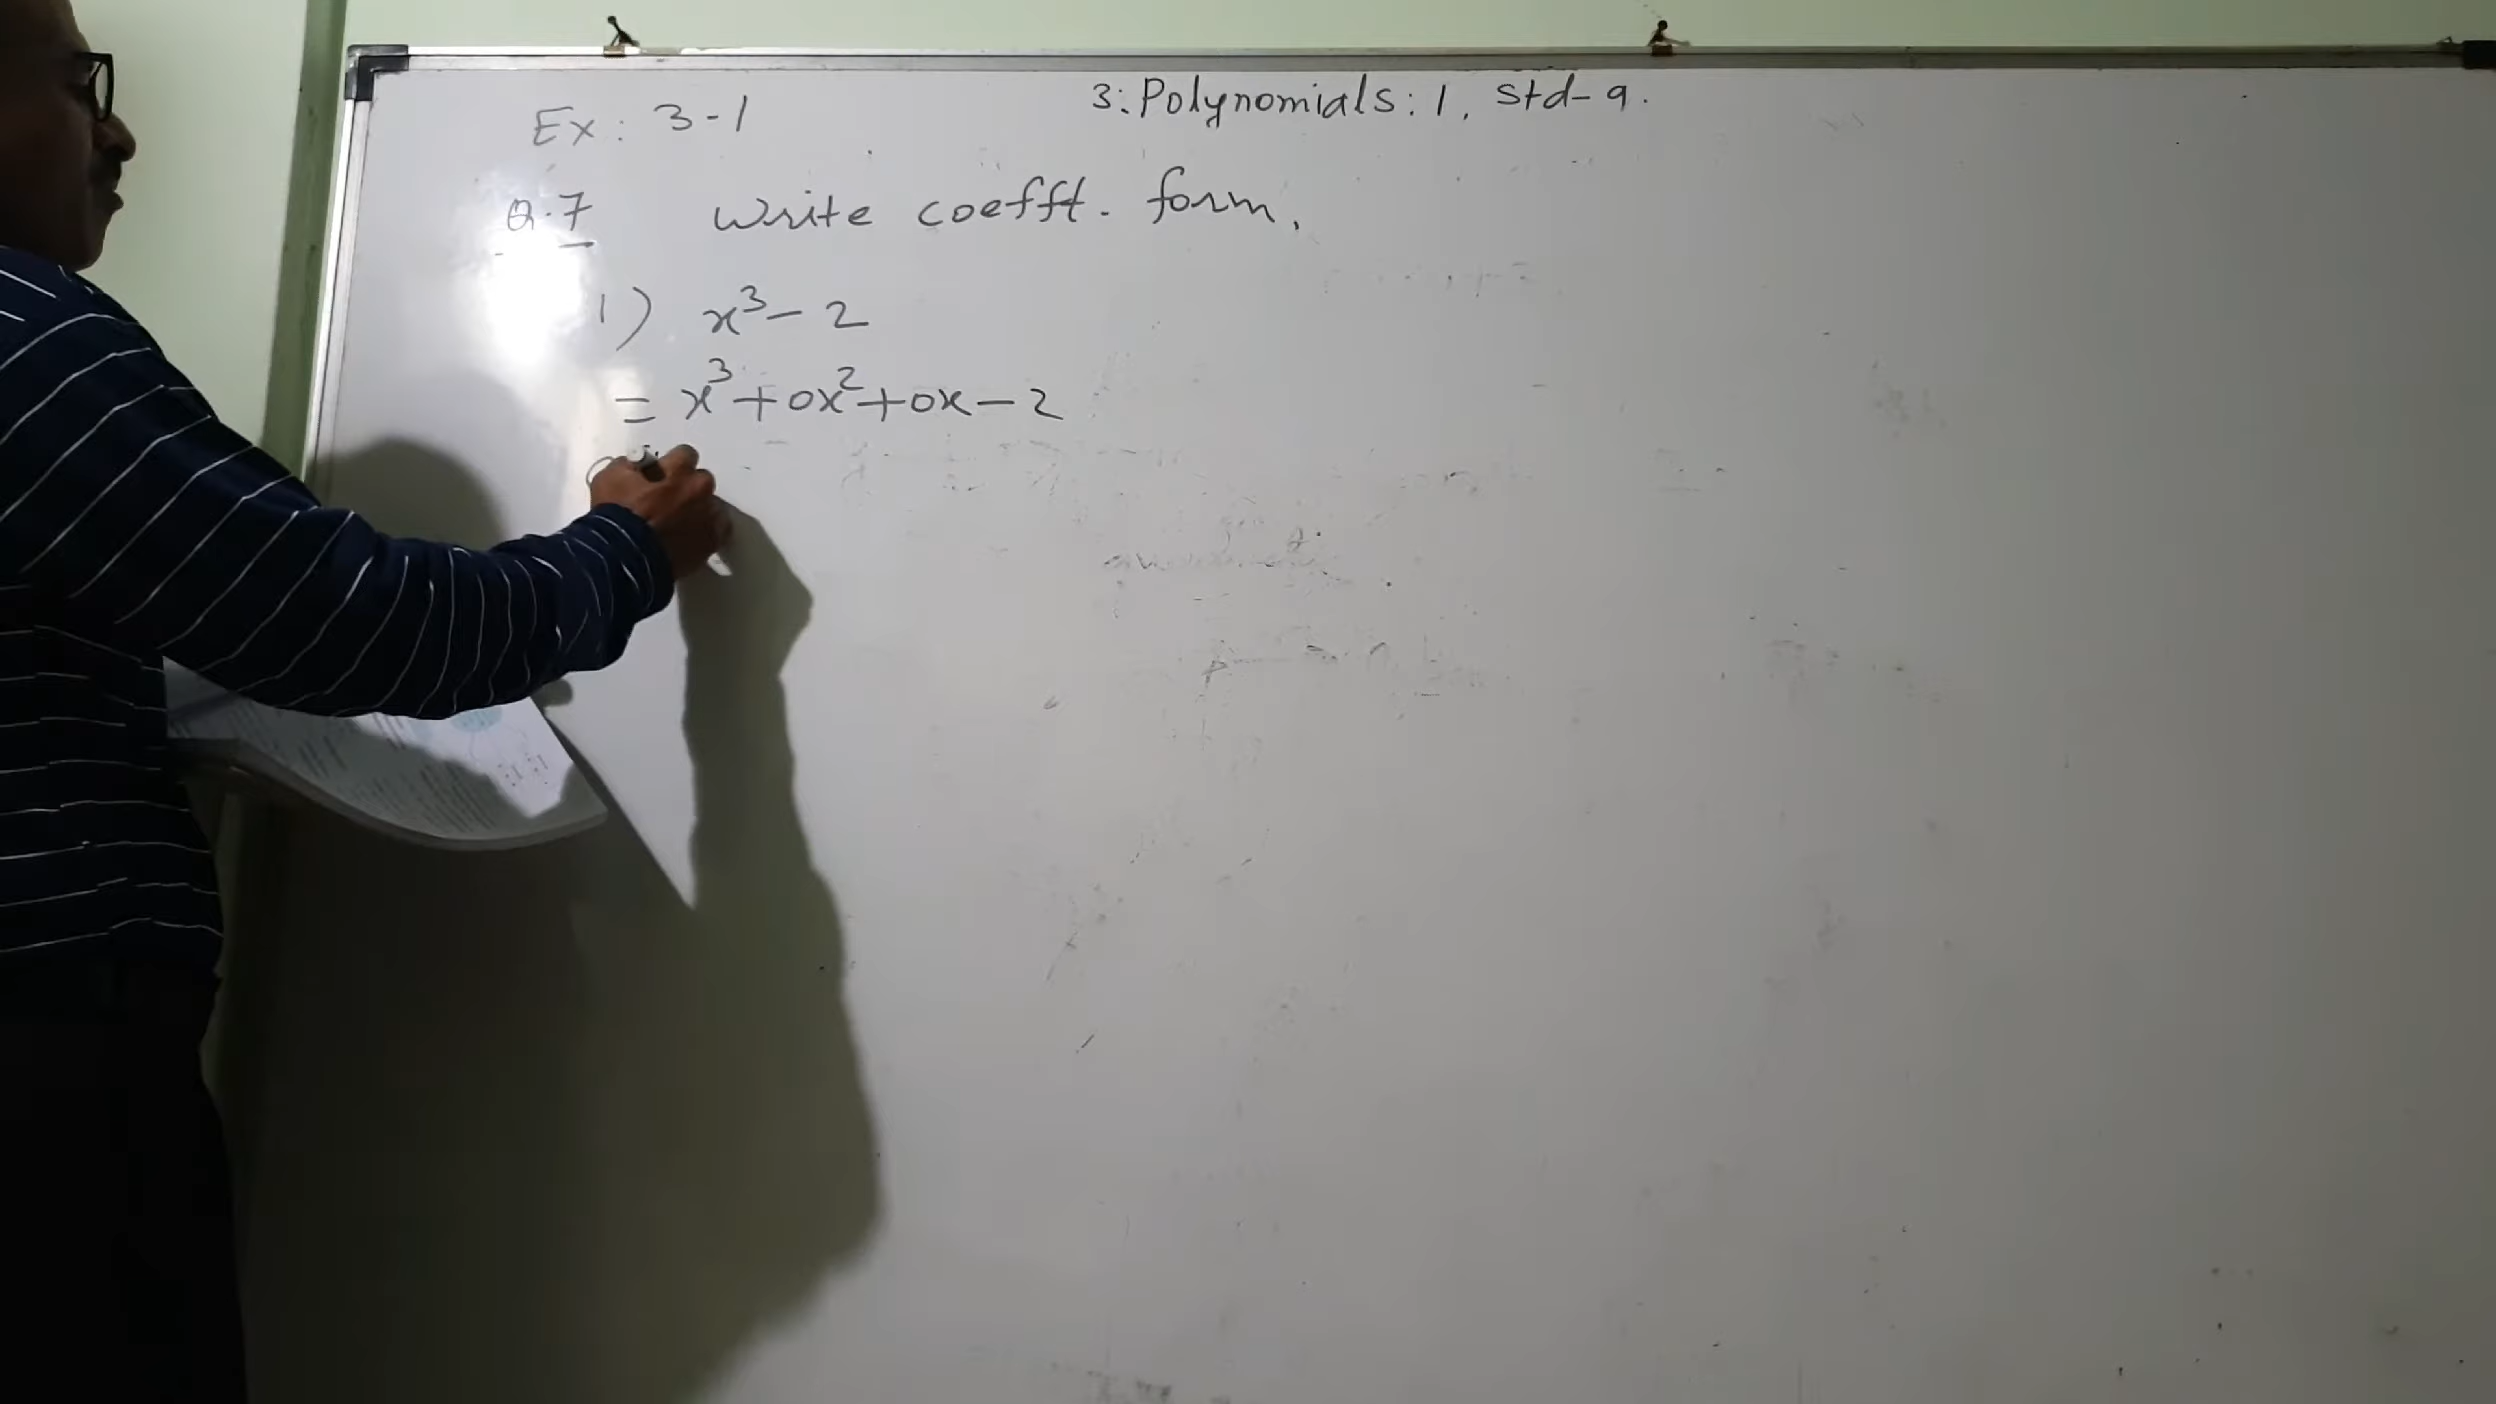 3: Polynomials: 1, Std-9.
Ex: 3-1
Q.7 Write coefft. form.
1) x³-2
= x³+0x²+0x-2